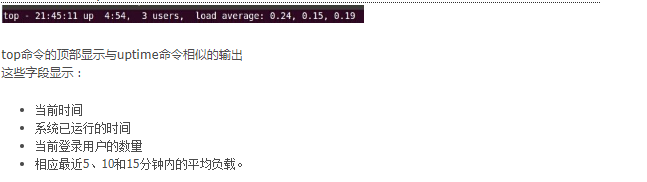 top - 21:45:11 up  4:54,  3 users,  load average: 0.24, 0.15, 0.19
top命令的顶部显示与uptime命令相似的输出
这些字段显示：
当前时间
系统已运行的时间
当前登录用户的数量
相应最近5、10和15分钟内的平均负载。